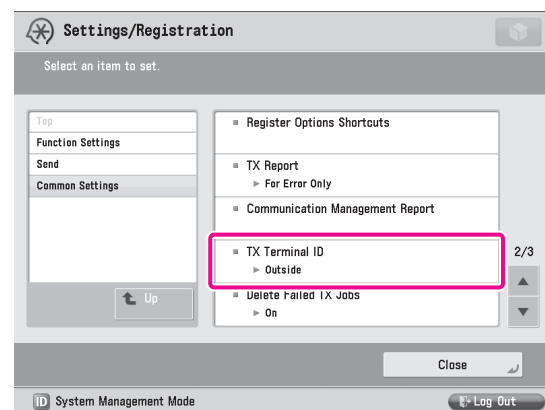 Settings/Registration
Select an item to set.
Top
Function Settings
Send
Common Settings
Up
Register Options Shortcuts
TX Report
For Error Only
Communication Management Report
TX Terminal ID
Outside
Delete Failed TX Jobs
On
2/3
Close
ID System Management Mode
Log Out